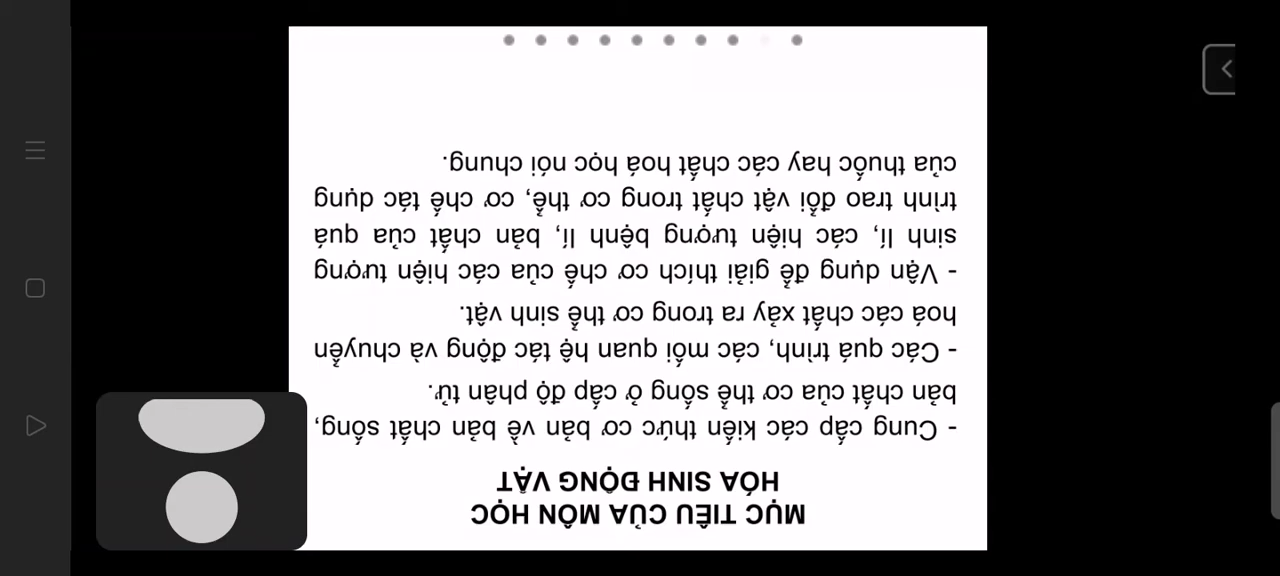 MỤC TIÊU CỦA MÔN HỌC
HÓA SINH ĐỘNG VẬT
- Cung cấp các kiến thức cơ bản về bản chất sống,
bản chất của cơ thể sống ở cấp độ phân tử.
- Các quá trình, các mối quan hệ tác động và chuyển
hoá các chất xảy ra trong cơ thể sinh vật.
- Vận dụng để giải thích cơ chế của các hiện tượng
sinh lí, các hiện tượng bệnh lí, bản chất của quá
trình trao đổi vật chất trong cơ thể, cơ chế tác dụng
của thuốc hay các chất hoá học nói chung.